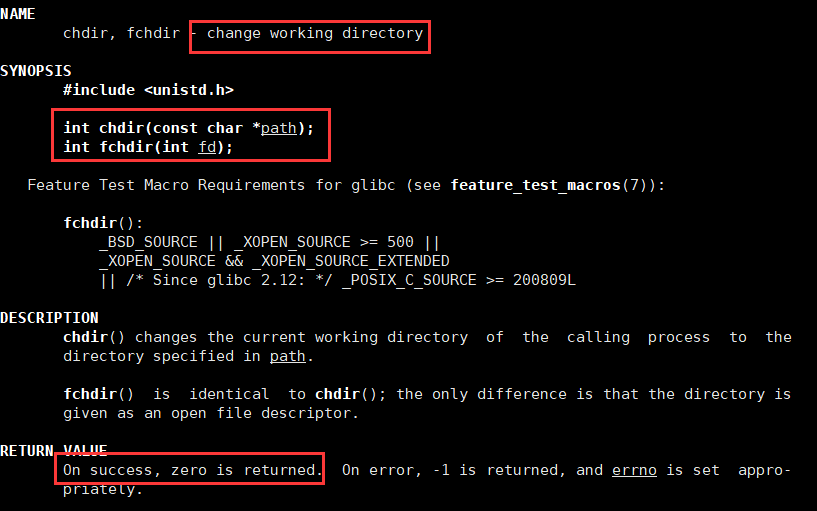 NAME
chdir, fchdir - change working directory
SYNOPSIS
#include <unistd.h>
int chdir(const char *path);
int fchdir(int fd);
Feature Test Macro Requirements for glibc (see feature_test_macros(7)):
fchdir():
_BSD_SOURCE || _XOPEN_SOURCE >= 500 ||
_XOPEN_SOURCE && _XOPEN_SOURCE_EXTENDED
|| /* Since glibc 2.12: */ _POSIX_C_SOURCE >= 200809L
DESCRIPTION
chdir() changes the current working directory of the calling process to the
directory specified in path.
fchdir() is identical to chdir(); the only difference is that the directory is
given as an open file descriptor.
RETURN VALUE
On success, zero is returned. On error, -1 is returned, and errno is set appro-
priately.